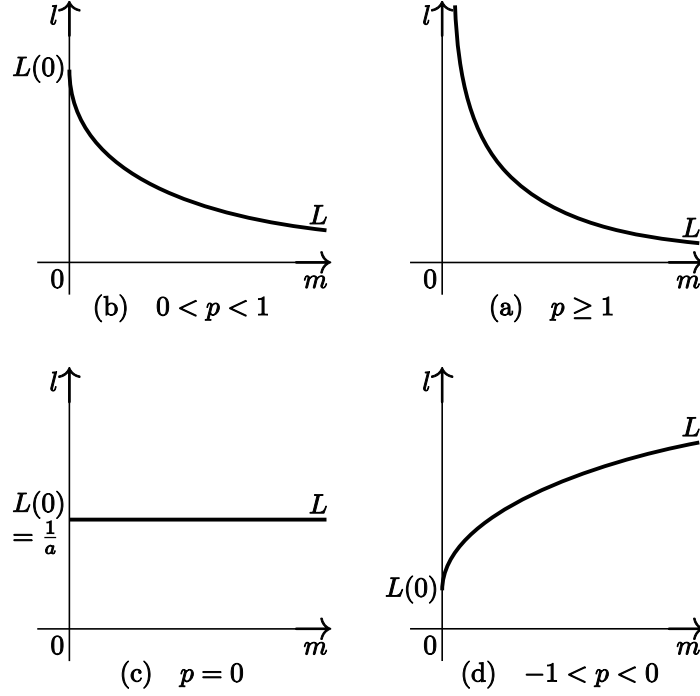 l
L(0)
L
0
m
(b) 0 < p < 1
l
L
0
m
(a) p ≥ 1
l
L(0)
= 1/a
L
0
m
(c) p = 0
l
L
L(0)
0
m
(d) −1 < p < 0